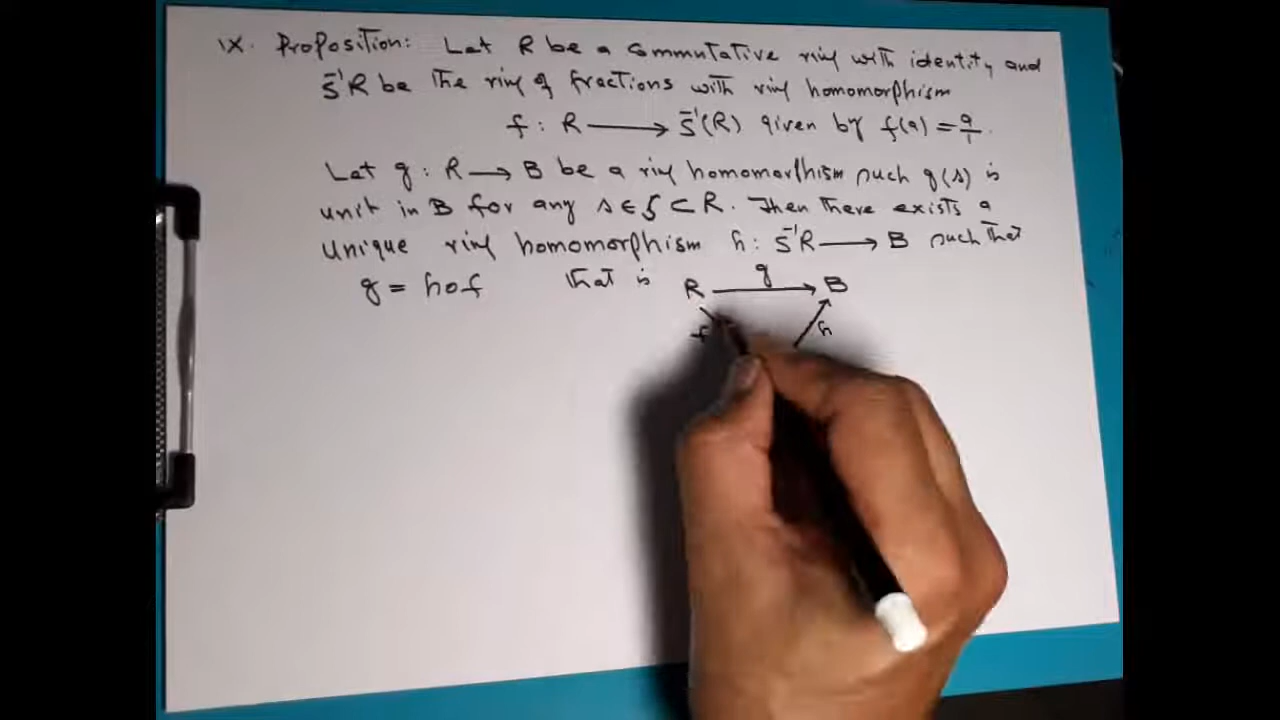 IX. Proposition: Let R be a commutative ring with identity and
S⁻¹R be the ring of fractions with ring homomorphism
f : R ⟶ S⁻¹(R) given by f(a) = a/1.
Let g : R ⟶ B be a ring homomorphism such g(s) is
unit in B for any s ∈ S ⊂ R. Then there exists a
unique ring homomorphism h : S⁻¹R ⟶ B such that
g = hof that is R ⟶ B
g
f h